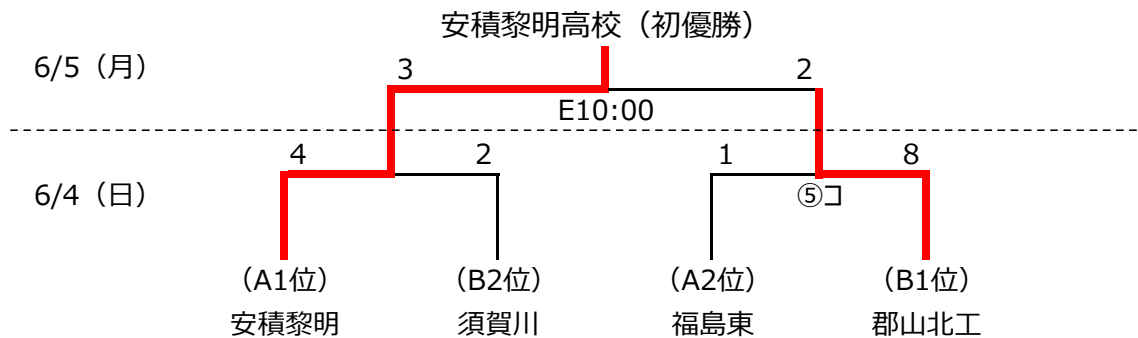 安積黎明高校（初優勝）
6/5（月）
3
2
E10:00
4
2
1
8
6/4（日）
⑤コ
（A1位）
（B2位）
（A2位）
（B1位）
安積黎明
須賀川
福島東
郡山北工